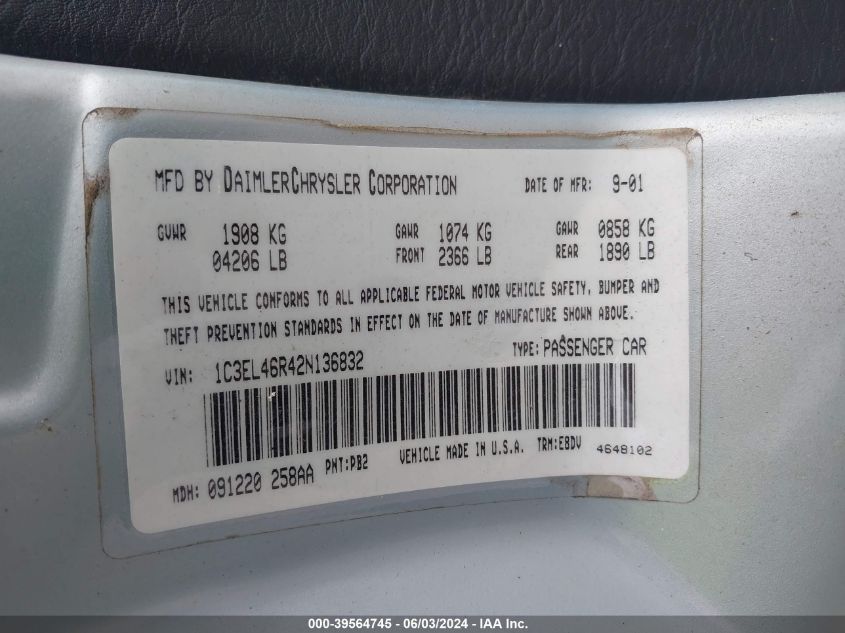 MFD BY DAIMLERCHRYSLER CORPORATION DATE OF MFR: 9-01
GVWR 1908 KG GAWR 1074 KG GAWR 0858 KG
04206 LB FRONT 2366 LB REAR 1890 LB
THIS VEHICLE CONFORMS TO ALL APPLICABLE FEDERAL MOTOR VEHICLE SAFETY, BUMPER AND
THEFT PREVENTION STANDARDS IN EFFECT ON THE DATE OF MANUFACTURE SHOWN ABOVE.
VIN: 1C3EL46R42N136832 TYPE: PASSENGER CAR
MDH: 091220 258AA PNT:PB2 VEHICLE MADE IN U.S.A. TRM:E8DV 4648102
000-39564745 - 06/03/2024 - IAA Inc.